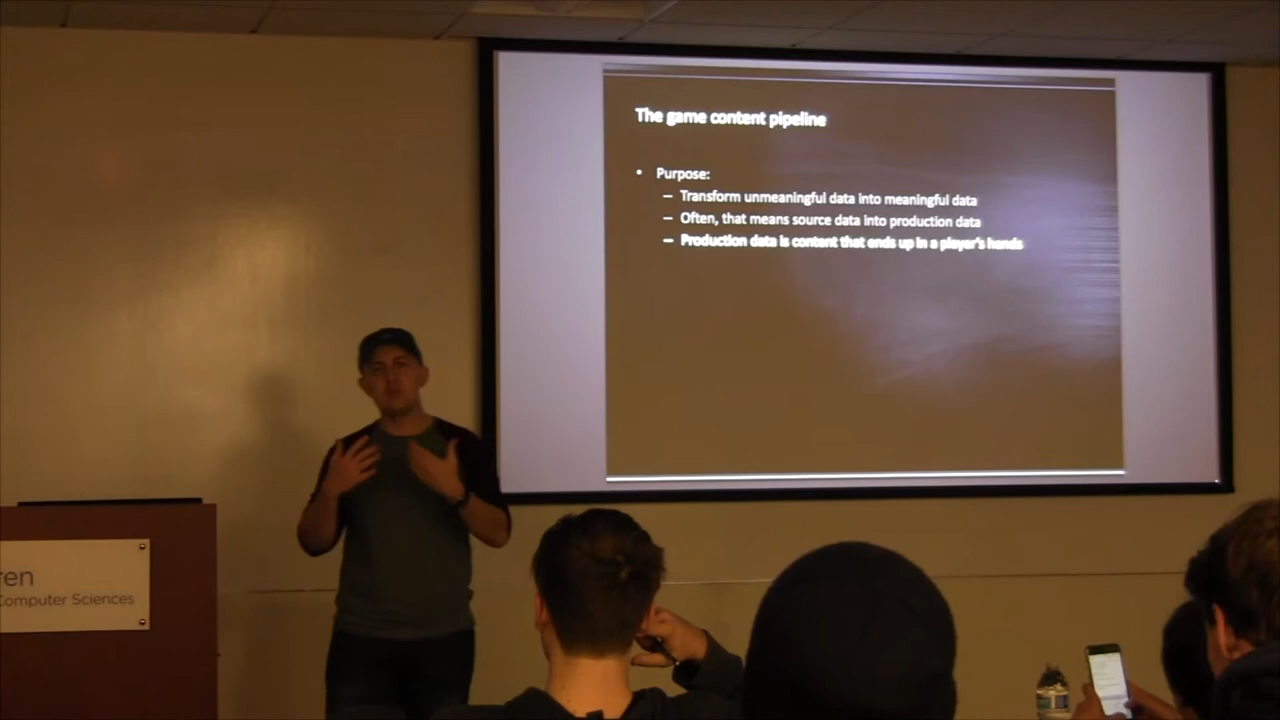 The game content pipeline
• Purpose:
– Transform unmeaningful data into meaningful data
– Often, that means source data into production data
– Production data is content that ends up in a player's hands
ren
Computer Sciences